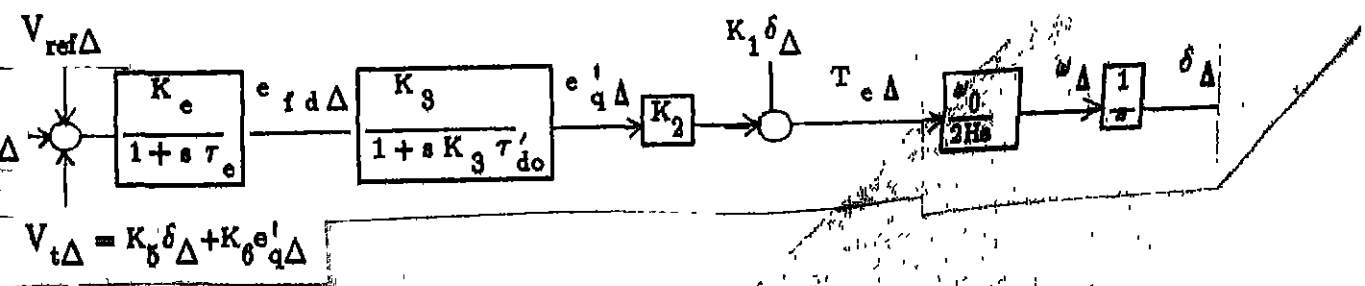 V_ref Δ
K_e
1 + s τ_e
e_fdΔ
K_3
1 + s K_3 τ'_do
e'_qΔ
K_2
K_1 δ_Δ
T_eΔ
ω_0
2Hs
ω_Δ
1
s
δ_Δ
Δ
V_tΔ = K_5 δ_Δ + K_6 e'_qΔ